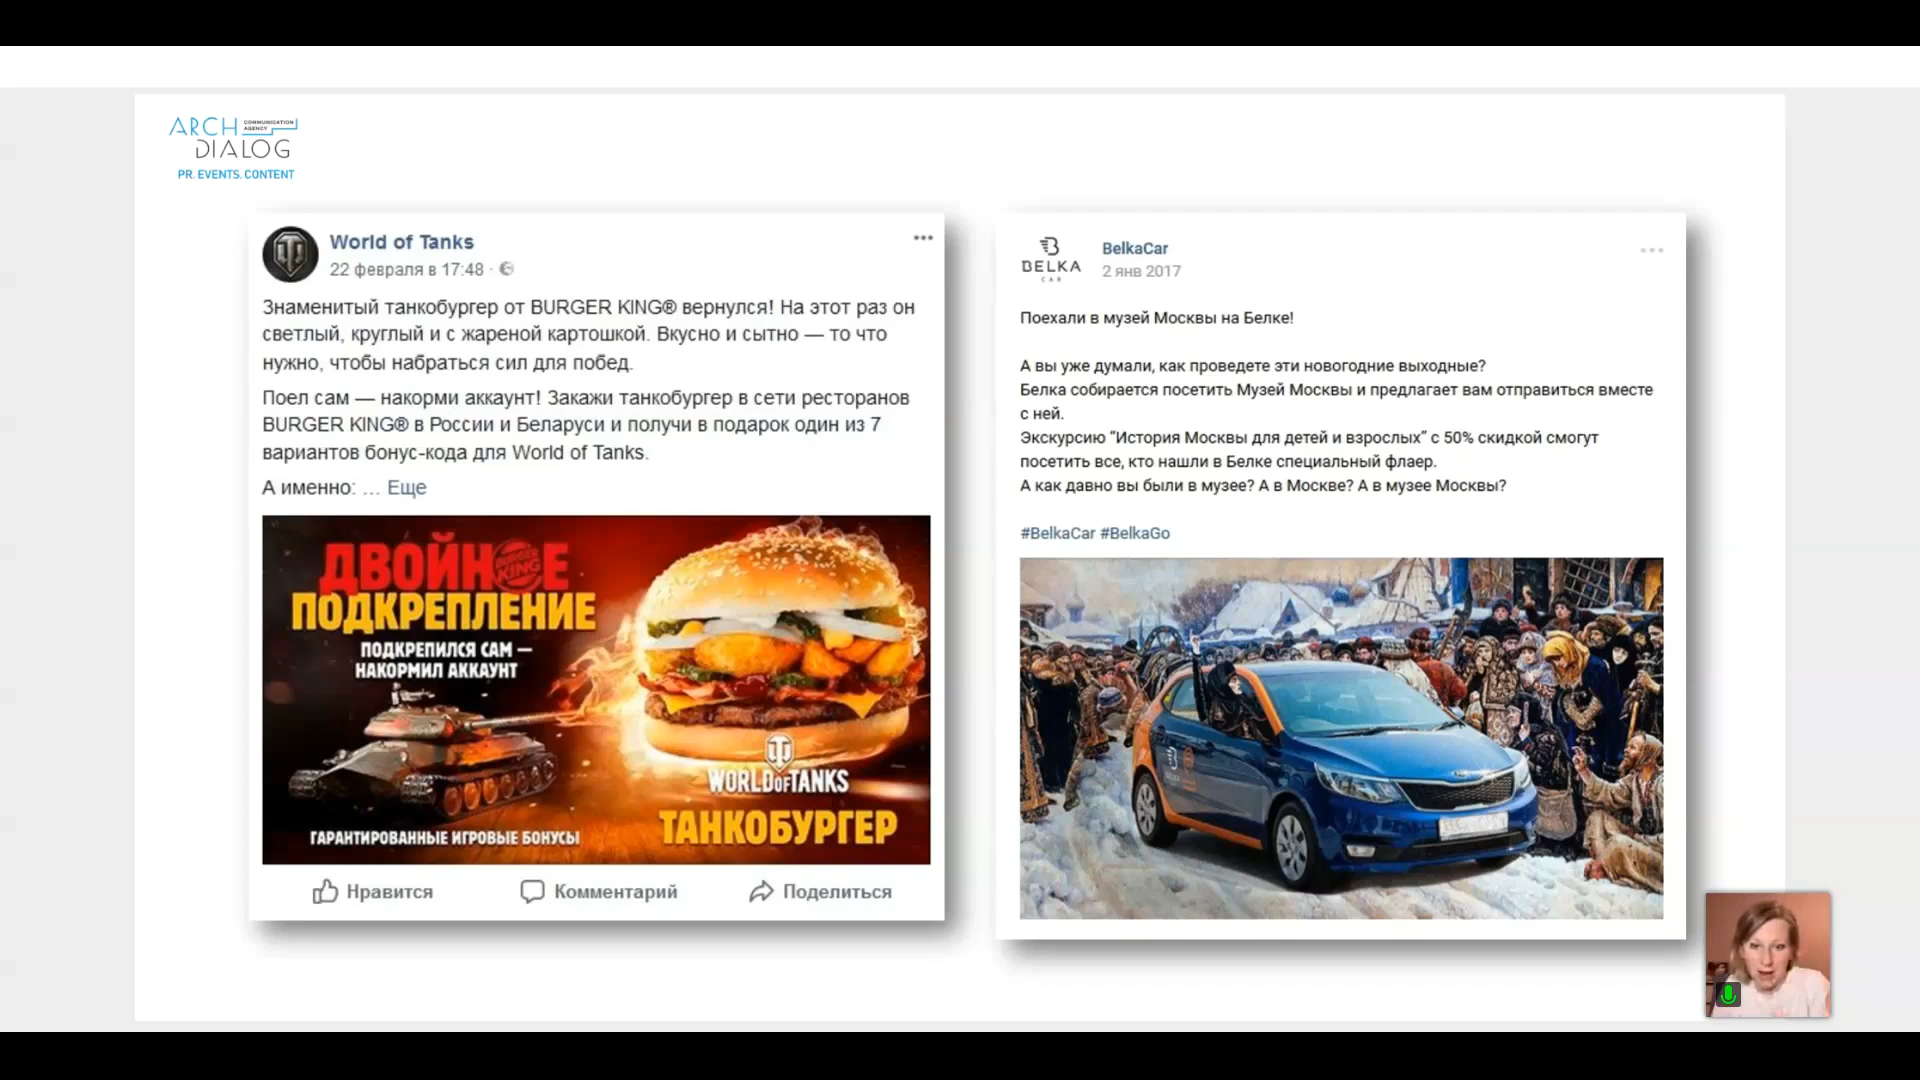 ARCH COMMUNICATION AGENCY
DIALOG
PR. EVENTS. CONTENT
World of Tanks
22 февраля в 17:48 ·
Знаменитый танкобургер от BURGER KING® вернулся! На этот раз он
светлый, круглый и с жареной картошкой. Вкусно и сытно — то что
нужно, чтобы набраться сил для побед.
Поел сам — накорми аккаунт! Закажи танкобургер в сети ресторанов
BURGER KING® в России и Беларуси и получи в подарок один из 7
вариантов бонус-кода для World of Tanks.
А именно: ... Еще
ДВОЙНОЕ
BURGER KING
ПОДКРЕПЛЕНИЕ
ПОДКРЕПИЛСЯ САМ —
НАКОРМИЛ АККАУНТ
WORLD OF TANKS
ТАНКОБУРГЕР
ГАРАНТИРОВАННЫЕ ИГРОВЫЕ БОНУСЫ
Нравится
Комментарий
Поделиться
BELKA
CAR
BelkaCar
2 янв 2017
Поехали в музей Москвы на Белке!
А вы уже думали, как проведете эти новогодние выходные?
Белка собирается посетить Музей Москвы и предлагает вам отправиться вместе
с ней.
Экскурсию “История Москвы для детей и взрослых” с 50% скидкой смогут
посетить все, кто нашли в Белке специальный флаер.
А как давно вы были в музее? А в Москве? А в музее Москвы?
#BelkaCar #BelkaGo